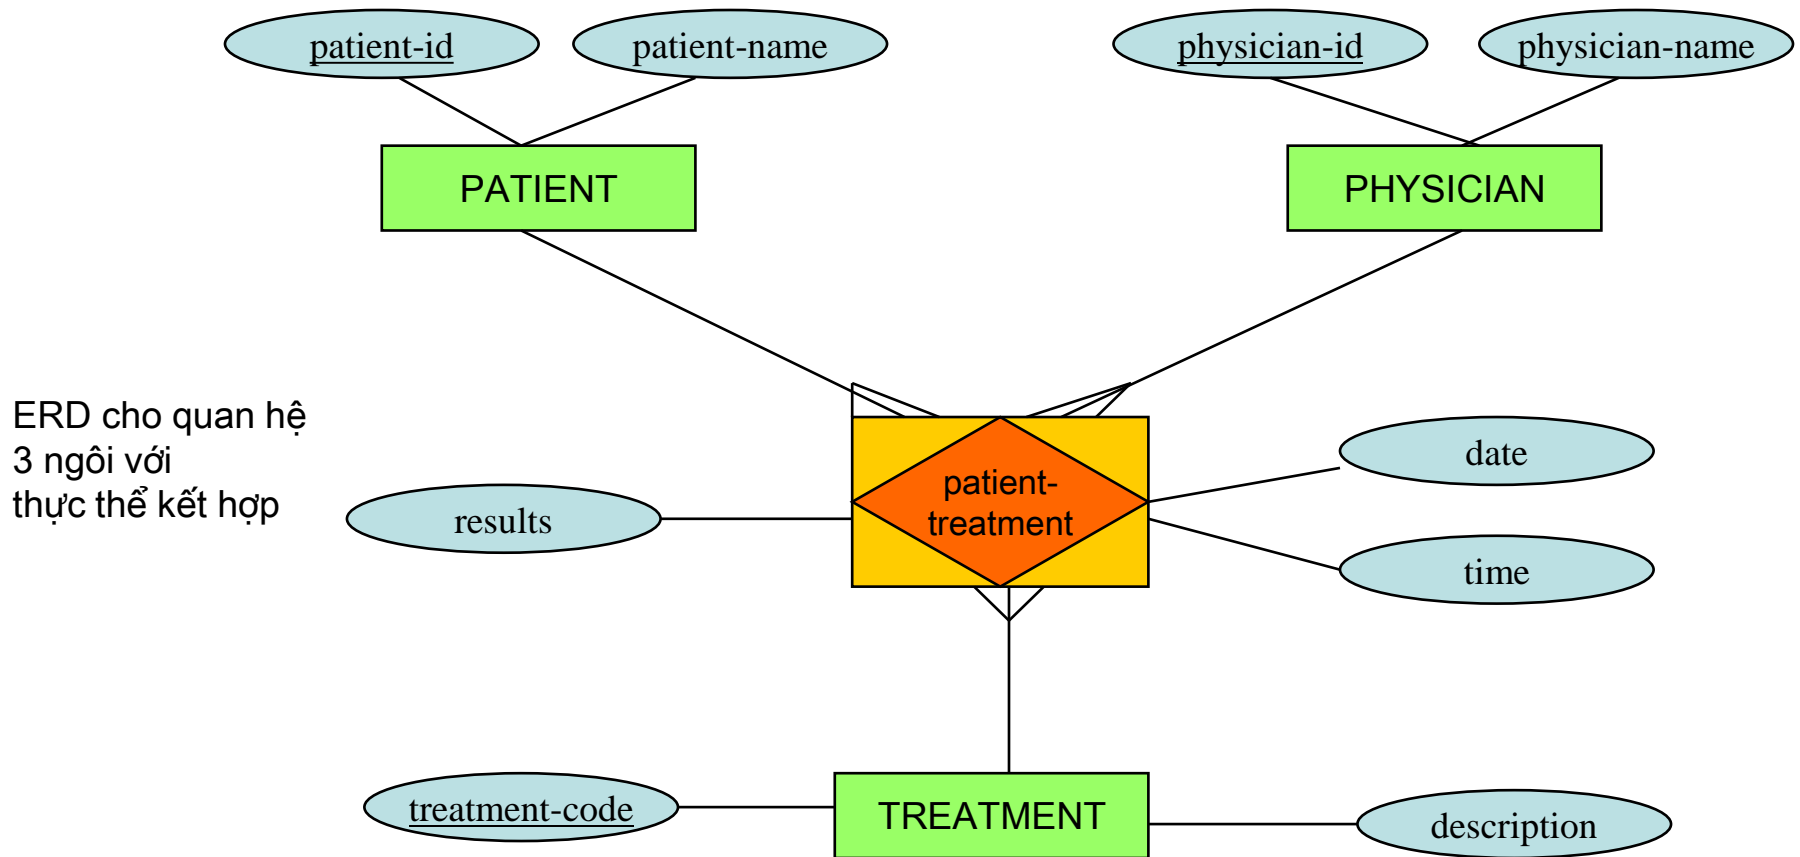 patient-id
patient-name
physician-id
physician-name
PATIENT
PHYSICIAN
ERD cho quan hệ
3 ngôi với
thực thể kết hợp
results
patient-
treatment
date
time
treatment-code
TREATMENT
description